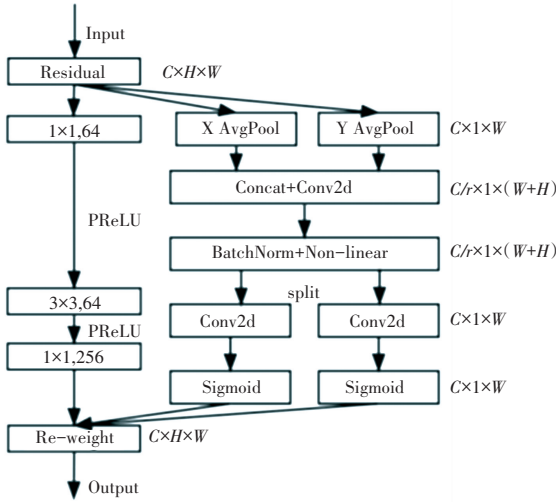 Input
Residual C×H×W
1×1,64 X AvgPool Y AvgPool C×1×W
Concat+Conv2d C/r×1×(W+H)
PReLU
BatchNorm+Non-linear C/r×1×(W+H)
split
3×3,64 Conv2d Conv2d C×1×W
PReLU
1×1,256
Sigmoid Sigmoid C×1×W
Re-weight C×H×W
Output